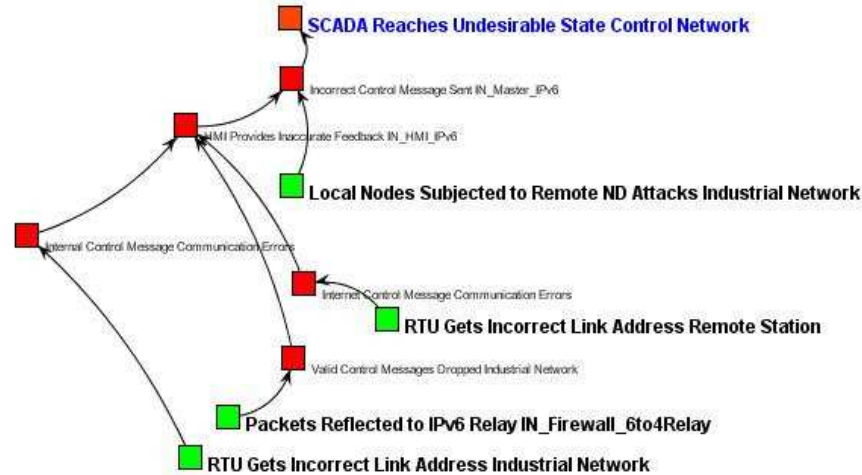 SCADA Reaches Undesirable State Control Network
Incorrect Control Message Sent IN_Master_IPv6
HMI Provides Inaccurate Feedback IN_HMI_IPv6
Local Nodes Subjected to Remote ND Attacks Industrial Network
Internal Control Message Communication Errors
Internet Control Message Communication Errors
RTU Gets Incorrect Link Address Remote Station
Valid Control Messages Dropped Industrial Network
Packets Reflected to IPv6 Relay IN_Firewall_6to4Relay
RTU Gets Incorrect Link Address Industrial Network